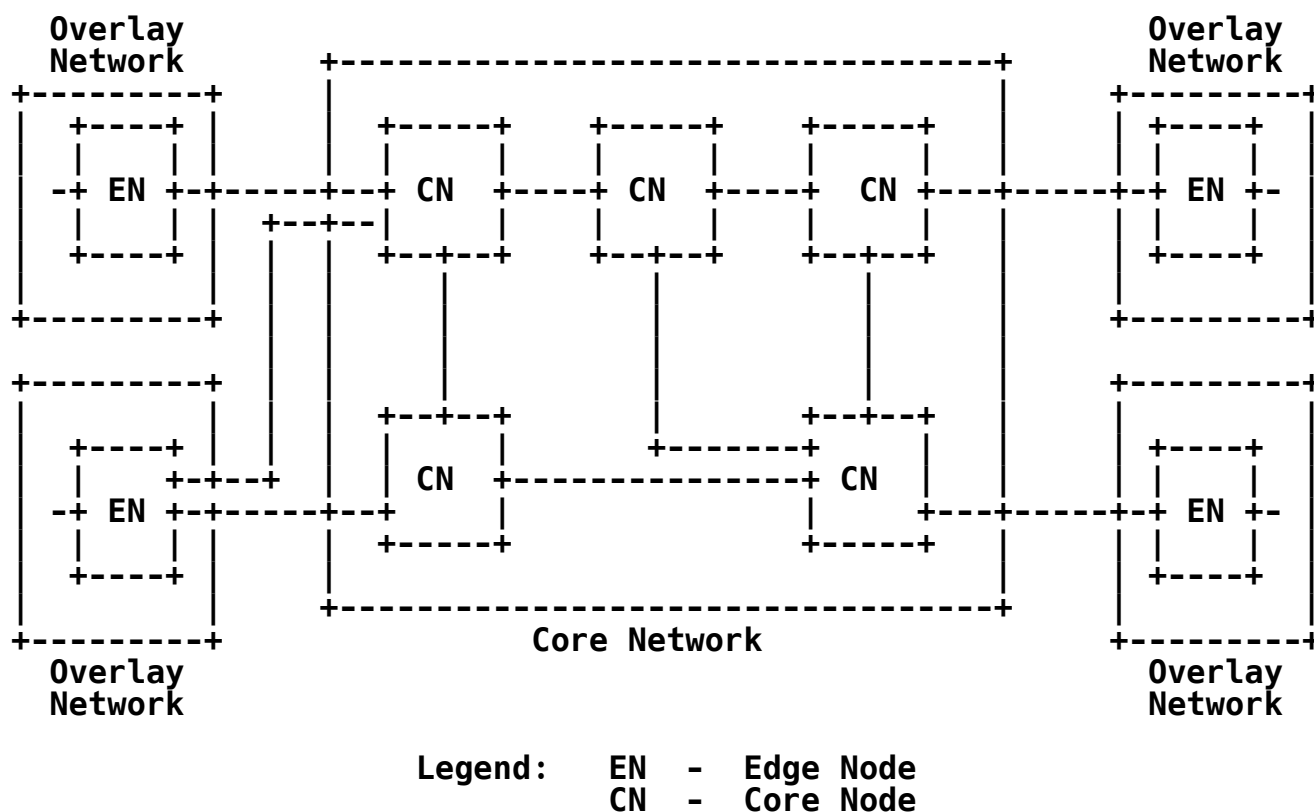 Overlay Overlay
Network Network
EN CN CN CN EN
CN CN
EN EN
Core Network
Overlay Overlay
Network Network
Legend: EN - Edge Node
CN - Core Node